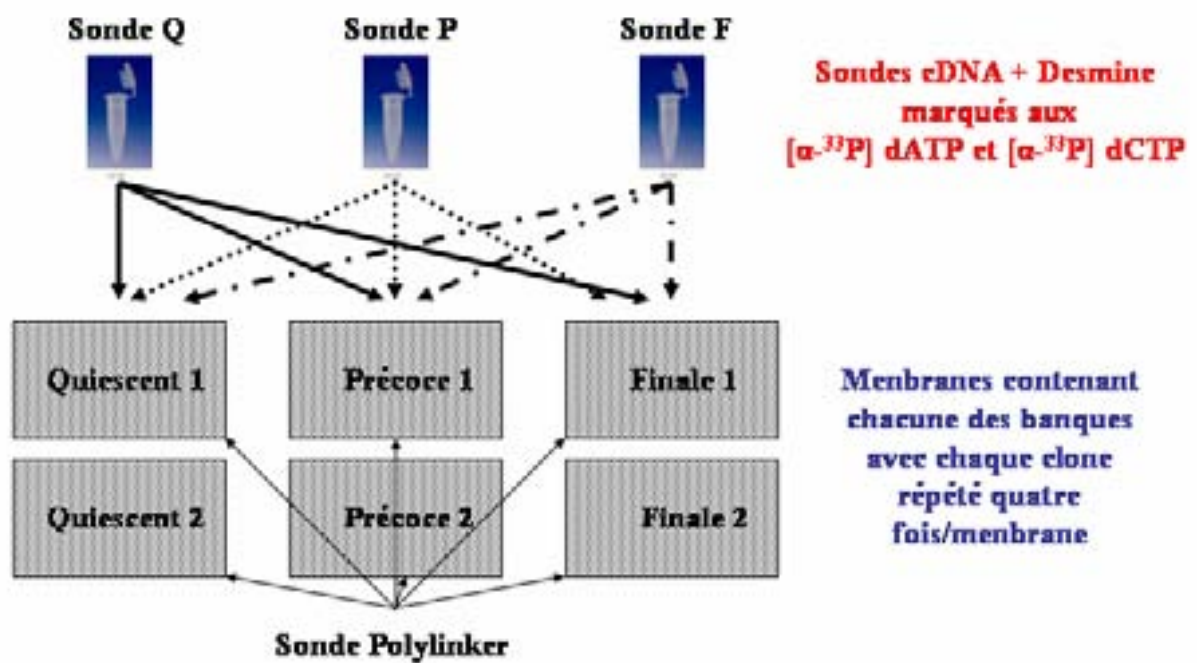 Sonde Q
Sonde P
Sonde F
Sondes cDNA + Desmine
marqués aux
[α-³³P] dATP et [α-³³P] dCTP
Quiescent 1
Précoce 1
Finale 1
Quiescent 2
Précoce 2
Finale 2
Menbranes contenant
chacune des banques
avec chaque clone
répété quatre
fois/menbrane
Sonde Polylinker